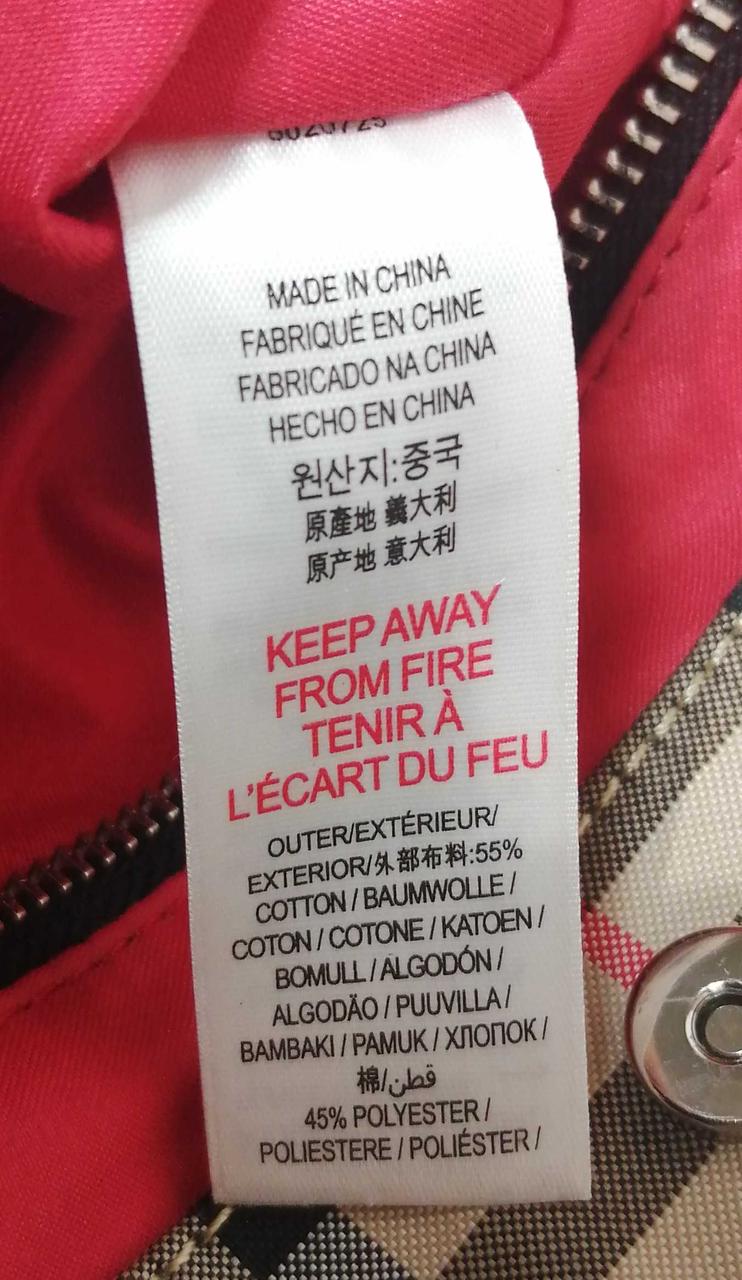 MADE IN CHINA
FABRIQUÉ EN CHINE
FABRICADO NA CHINA
HECHO EN CHINA
원산지:중국
原產地 義大利
原产地 意大利
KEEP AWAY
FROM FIRE
TENIR À
L'ÉCART DU FEU
OUTER/EXTÉRIEUR/
EXTERIOR/外部布料:55%
COTTON / BAUMWOLLE /
COTON / COTONE / KATOEN /
BOMULL / ALGODÓN /
ALGODÄO / PUUVILLA /
BAMBAKI / PAMUK / ХЛОПОК /
棉/قطن
45% POLYESTER /
POLIESTERE / POLIÉSTER /